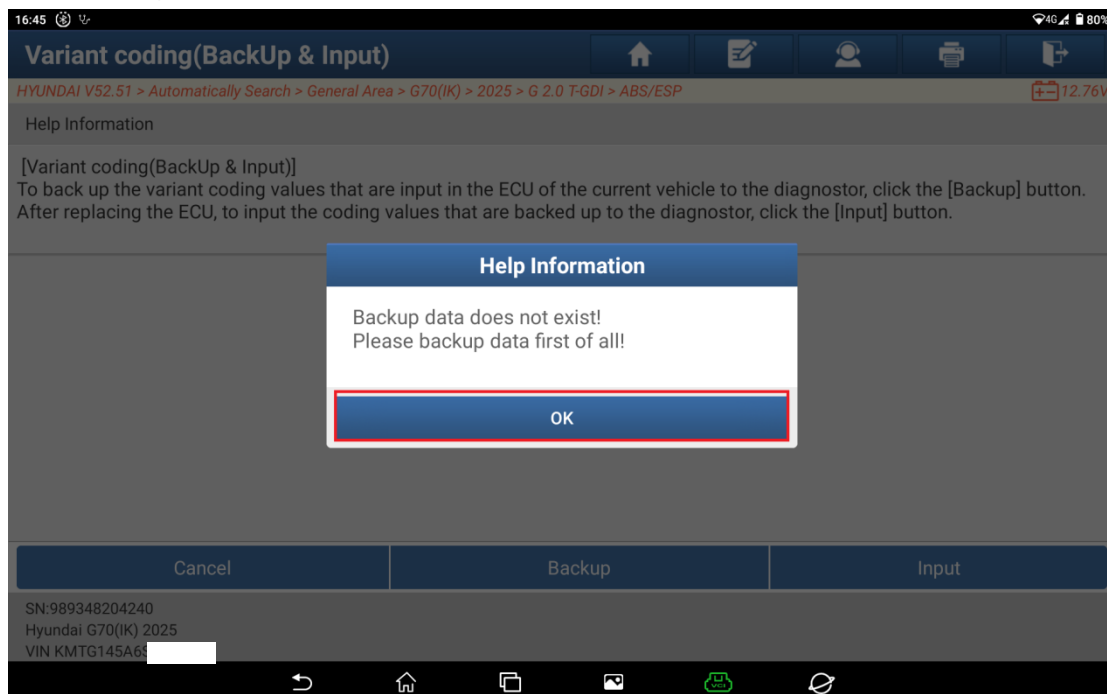 16:45
4G 80%
Variant coding(BackUp & Input)
HYUNDAI V52.51 > Automatically Search > General Area > G70(IK) > 2025 > G 2.0 T-GDI > ABS/ESP
12.76V
Help Information
[Variant coding(BackUp & Input)]
To back up the variant coding values that are input in the ECU of the current vehicle to the diagnostor, click the [Backup] button.
After replacing the ECU, to input the coding values that are backed up to the diagnostor, click the [Input] button.
Help Information
Backup data does not exist!
Please backup data first of all!
OK
Cancel
Backup
Input
SN:989348204240
Hyundai G70(IK) 2025
VIN KMTG145A6S
VCI